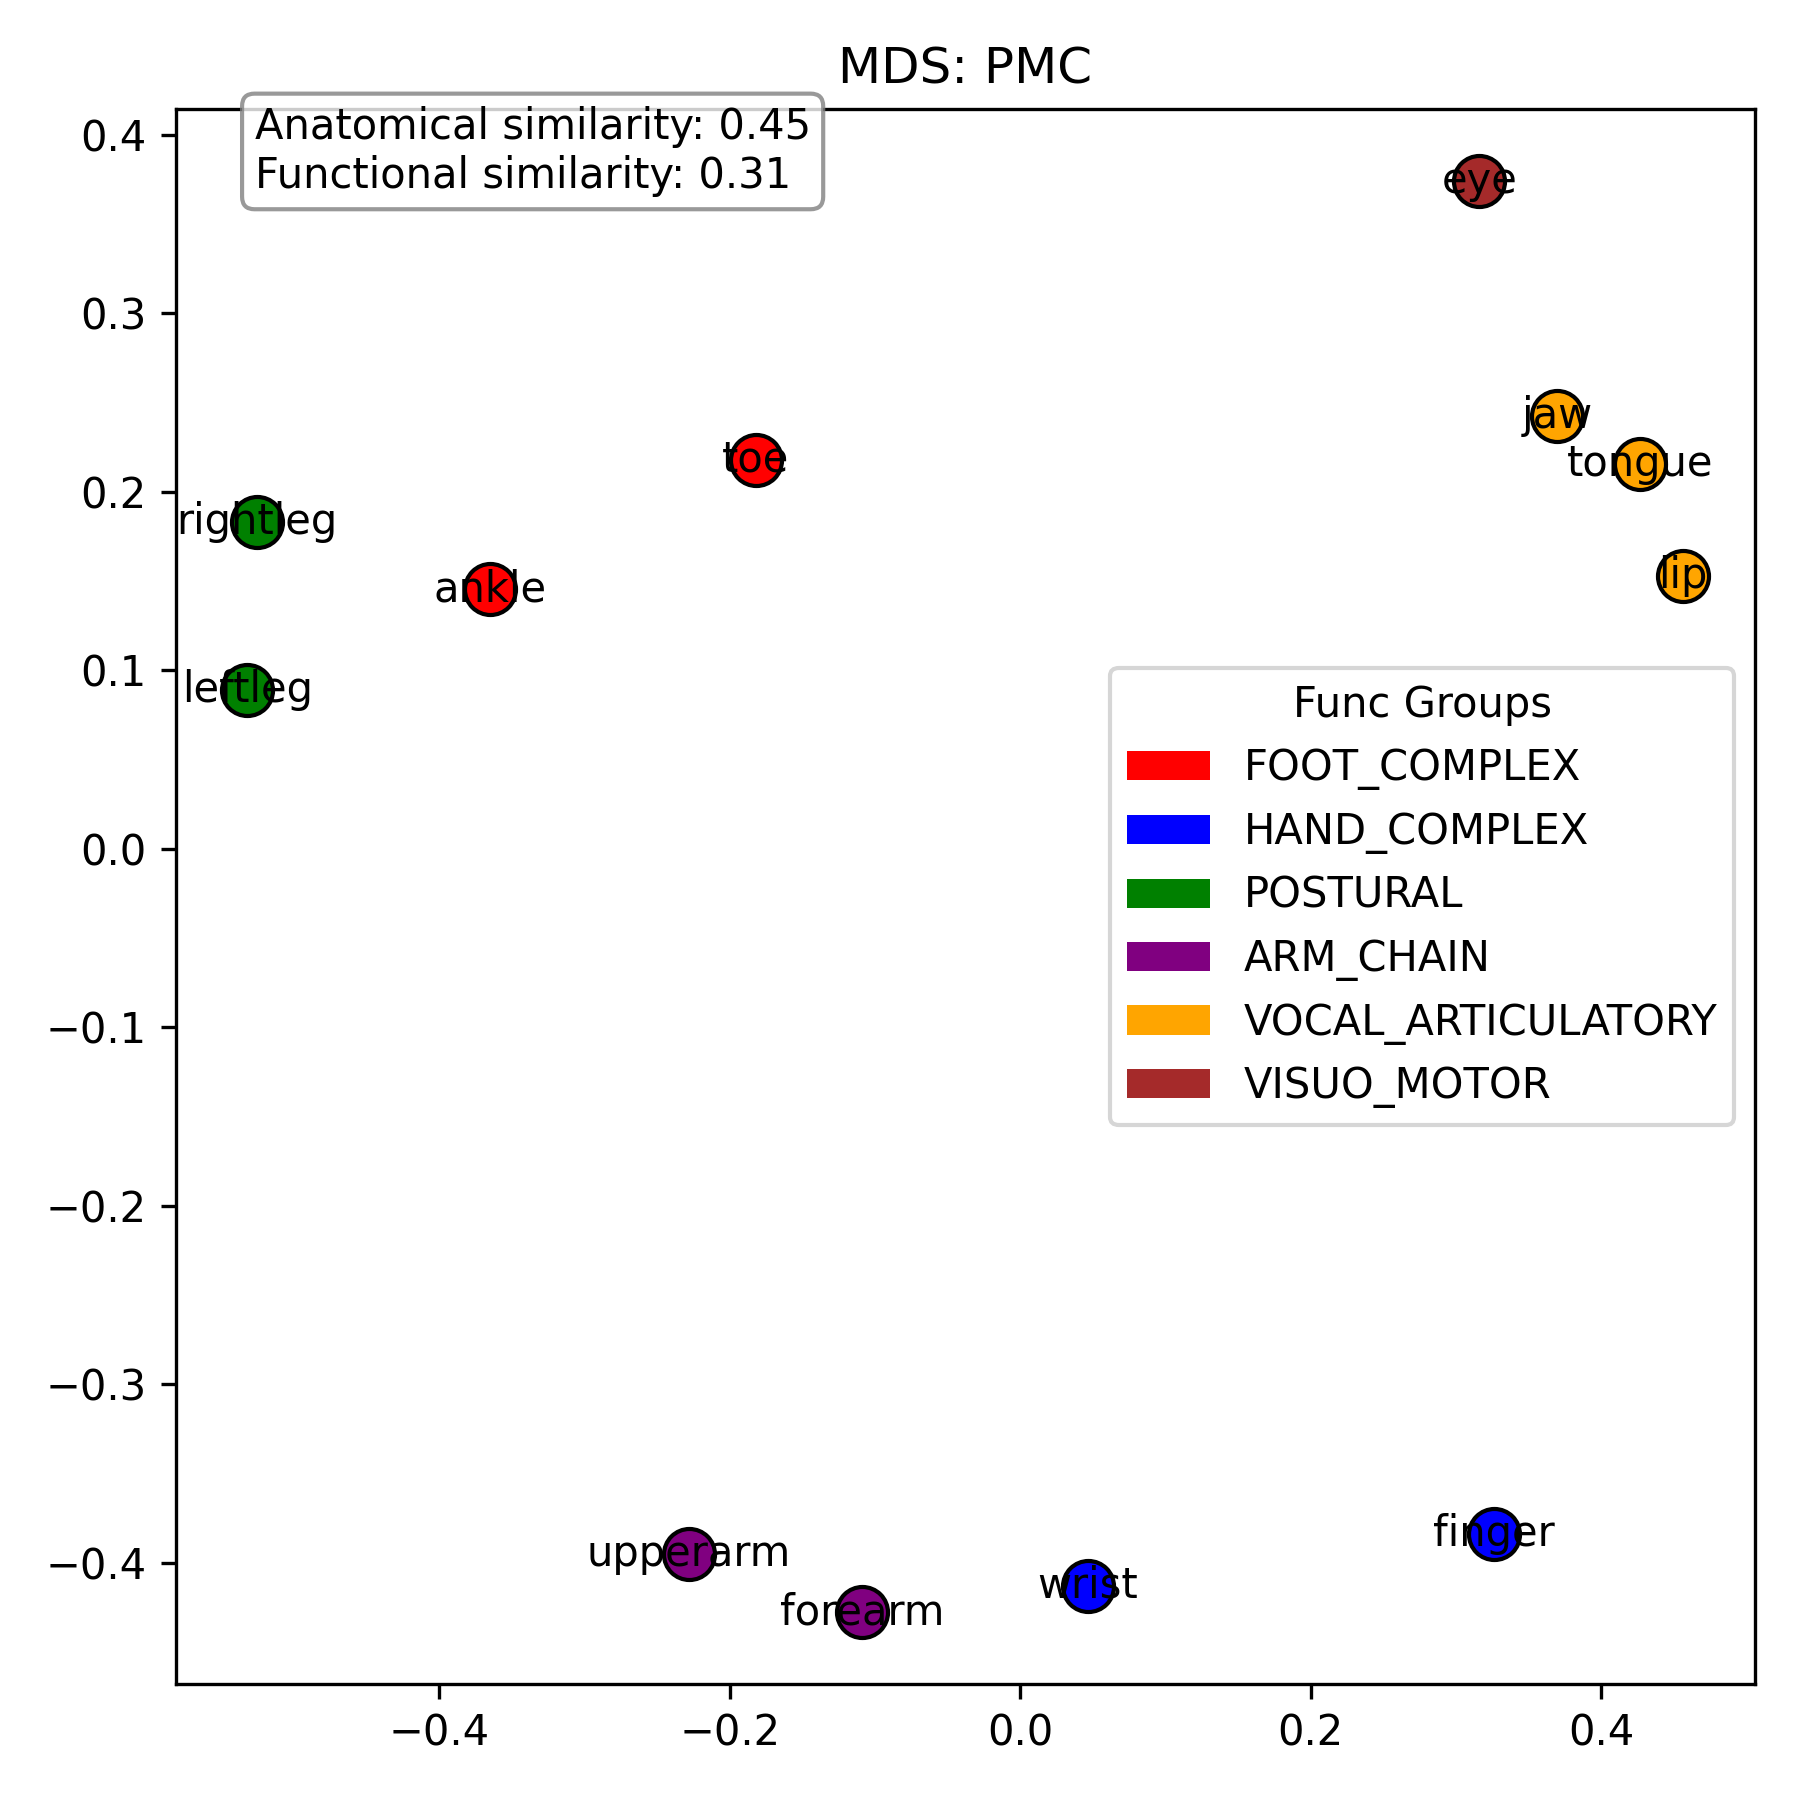 MDS: PMC
Anatomical similarity: 0.45
Functional similarity: 0.31
0.4
0.3
0.2
0.1
0.0
−0.1
−0.2
−0.3
−0.4
eye
jaw
tongue
toe
rightleg
lip
ankle
leftleg
Func Groups
FOOT_COMPLEX
HAND_COMPLEX
POSTURAL
ARM_CHAIN
VOCAL_ARTICULATORY
VISUO_MOTOR
finger
upperarm
wrist
forearm
−0.4 −0.2 0.0 0.2 0.4